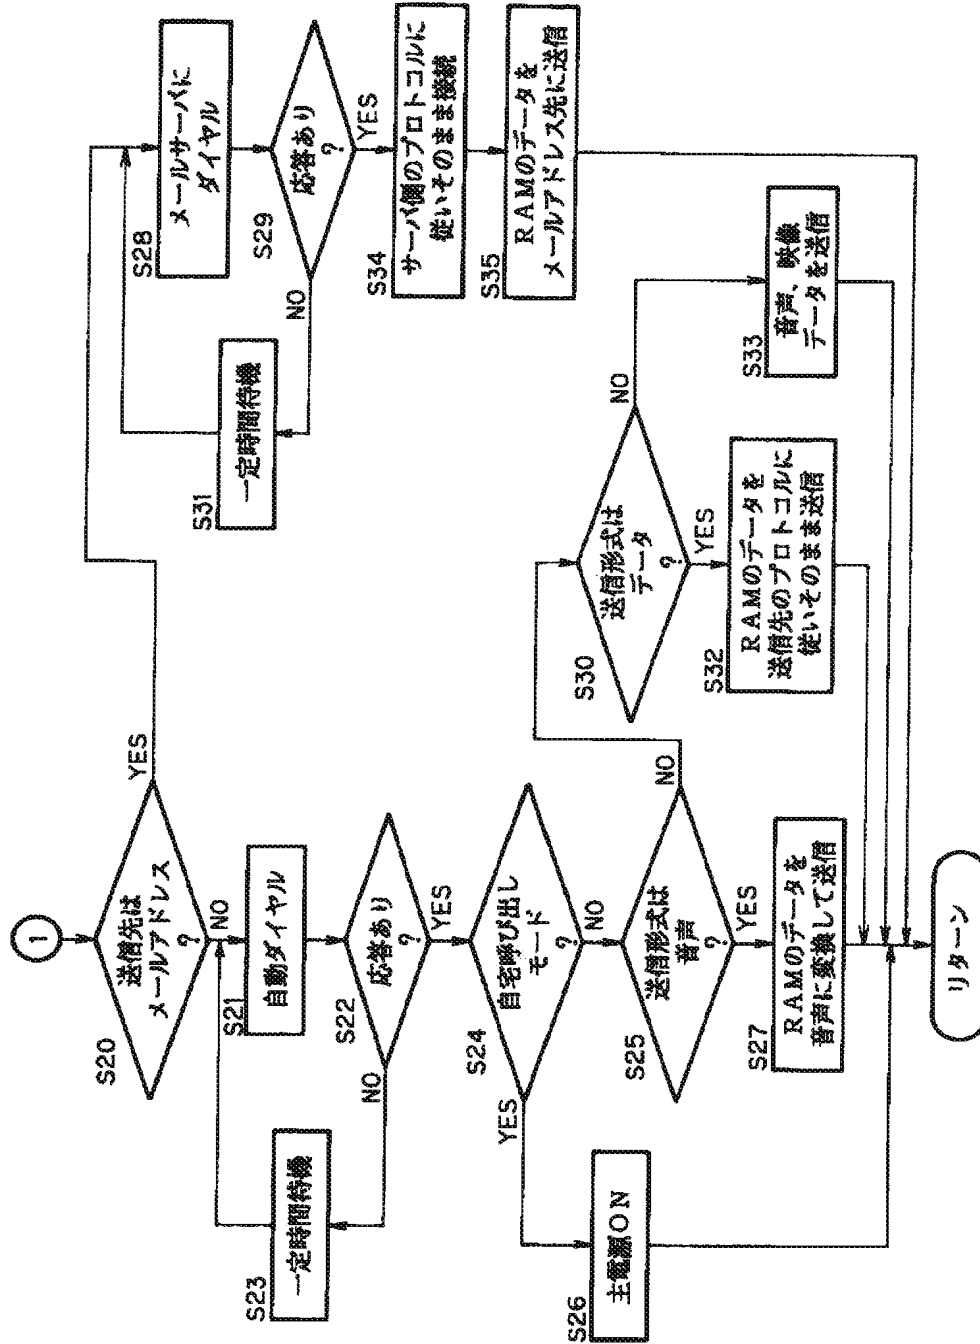 1
S20
送信先は
メールアドレス
?
YES
NO
S21
自動ダイヤル
S22
応答あり
?
NO
YES
S23
一定時間待機
S24
自宅呼び出し
モード
?
YES
NO
S26
主電源ON
S25
送信形式は
音声
?
NO
YES
S27
RAMのデータを
音声に変換して送信
リターン
S28
メールサーバに
ダイヤル
S29
応答あり
?
NO
YES
S31
一定時間待機
S34
サーバ側のプロトコルに
従いそのまま接続
S35
RAMのデータを
メールアドレス先に送信
S30
送信形式は
データ
?
NO
YES
S32
RAMのデータを
送信先のプロトコルに
従いそのまま送信
S33
音声、映像
データを送信